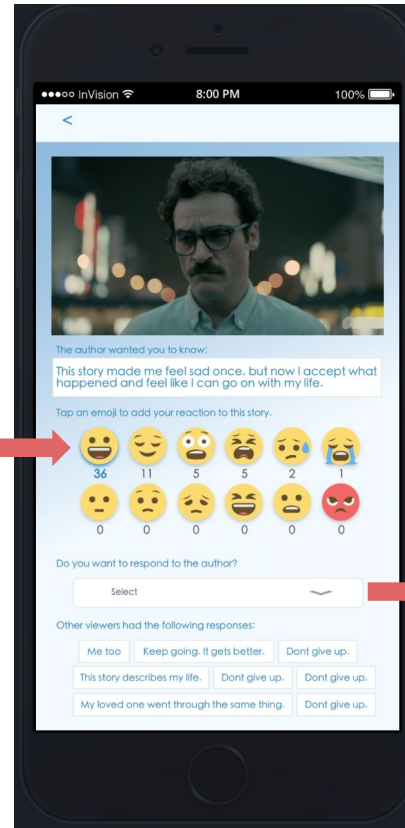 InVision 8:00 PM 100%
<
The author wanted you to know:
This story made me feel sad once, but now I accept what
happened and feel like I can go on with my life.
Tap an emoji to add your reaction to this story.
36 11 5 5 2 1
0 0 0 0 0 0
Do you want to respond to the author?
Select
Other viewers had the following responses:
Me too Keep going. It gets better. Dont give up.
This story describes my life. Dont give up. Dont give up.
My loved one went through the same thing. Dont give up.